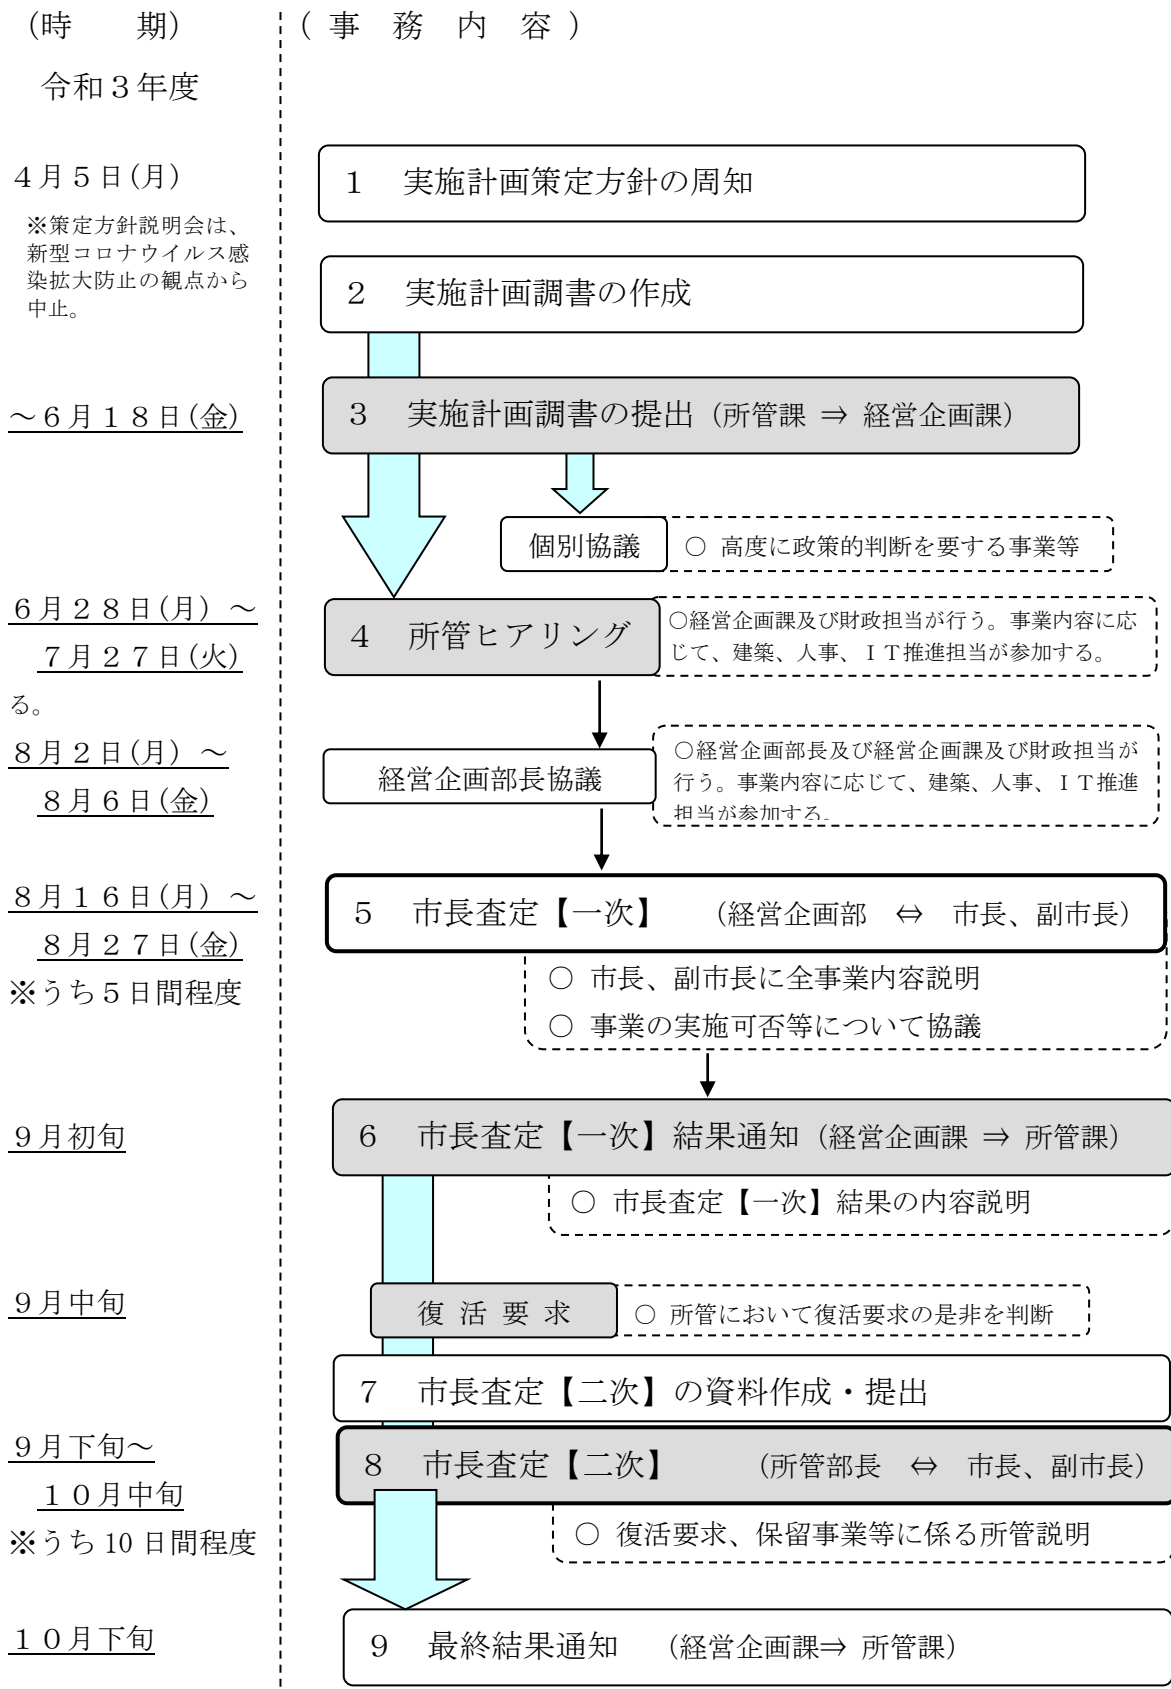 (時　　期)
(事　務　内　容)
令和３年度
４月５日(月)
１　実施計画策定方針の周知
※策定方針説明会は、
新型コロナウイルス感
染拡大防止の観点から
中止。
２　実施計画調書の作成
～６月１８日(金)
３　実施計画調書の提出（所管課 ⇒ 経営企画課）
個別協議
○ 高度に政策的判断を要する事業等
６月２８日(月) ～
７月２７日(火)
る。
４　所管ヒアリング
○経営企画課及び財政担当が行う。事業内容に応
じて、建築、人事、ＩＴ推進担当が参加する。
８月２日(月) ～
８月６日(金)
経営企画部長協議
○経営企画部長及び経営企画課及び財政担当が
行う。事業内容に応じて、建築、人事、ＩＴ推進
担当が参加する。
８月１６日(月) ～
８月２７日(金)
※うち５日間程度
５　市長査定【一次】　（経営企画部　⇔　市長、副市長）
○ 市長、副市長に全事業内容説明
○ 事業の実施可否等について協議
９月初旬
６　市長査定【一次】結果通知（経営企画課 ⇒ 所管課）
○ 市長査定【一次】結果の内容説明
９月中旬
復 活 要 求
○ 所管において復活要求の是非を判断
７　市長査定【二次】の資料作成・提出
９月下旬～
１０月中旬
※うち 10 日間程度
８　市長査定【二次】　　（所管部長　⇔　市長、副市長）
○ 復活要求、保留事業等に係る所管説明
１０月下旬
９　最終結果通知　（経営企画課⇒ 所管課）